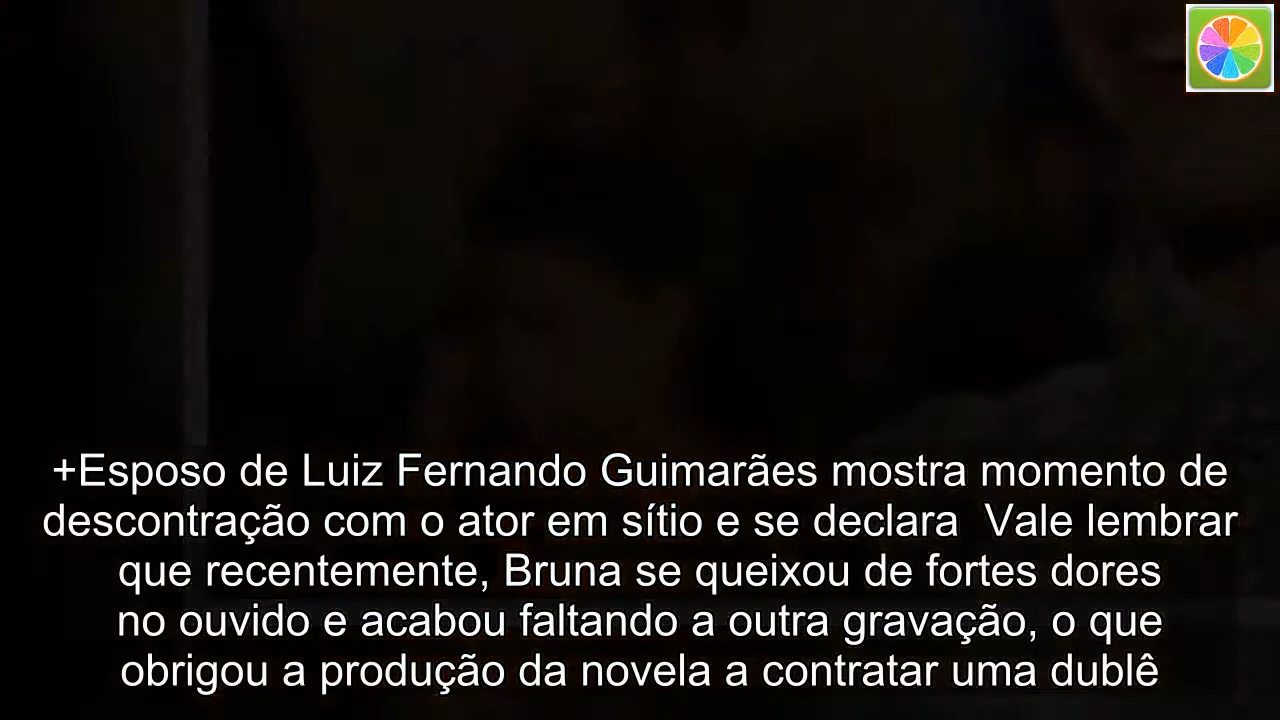 +Esposo de Luiz Fernando Guimarães mostra momento de
descontração com o ator em sítio e se declara  Vale lembrar
que recentemente, Bruna se queixou de fortes dores
no ouvido e acabou faltando a outra gravação, o que
obrigou a produção da novela a contratar uma dublê